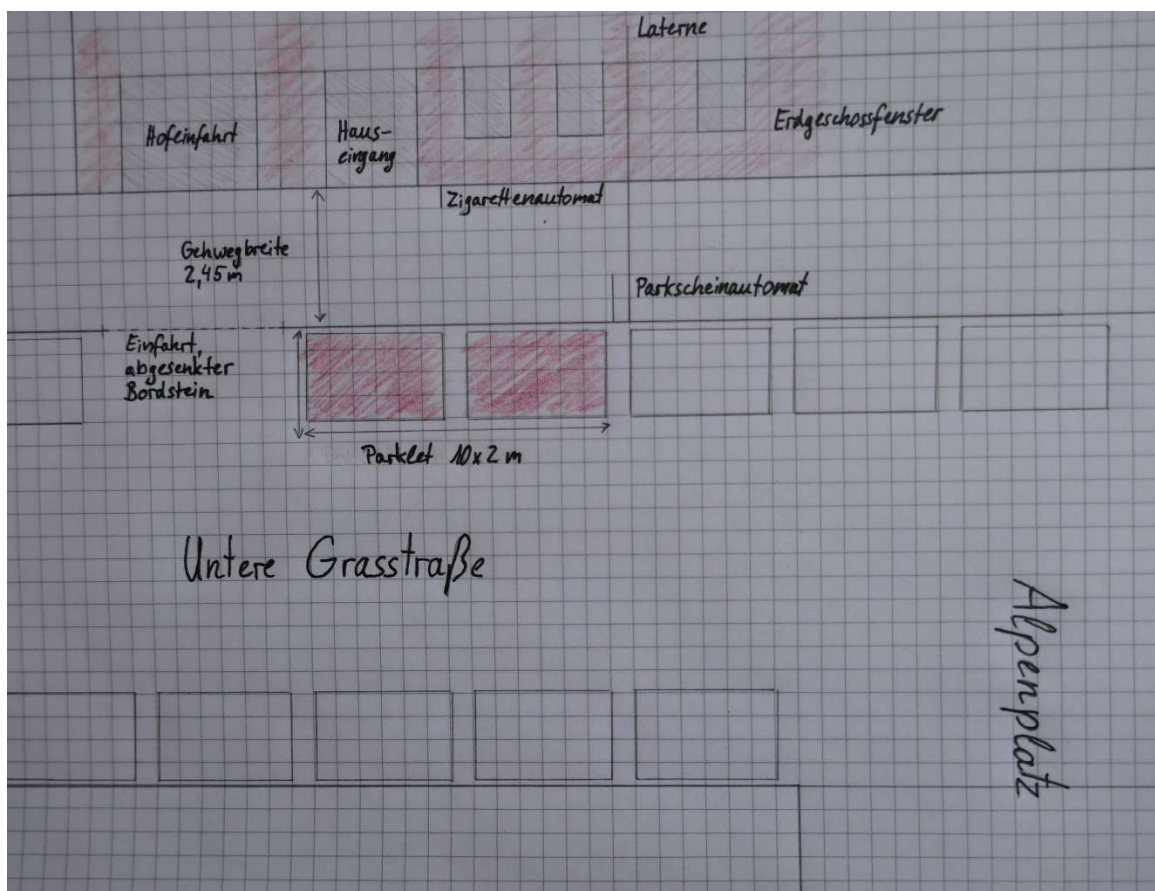 Laterne
Hofeinfahrt
Haus-
eingang
Erdgeschossfenster
Zigarettenautomat
Gehwegbreite
2,45 m
Parkscheinautomat
Einfahrt,
abgesenkter
Bordstein
Parklet 10 x 2 m
Untere Grasstraße
Alpenplatz